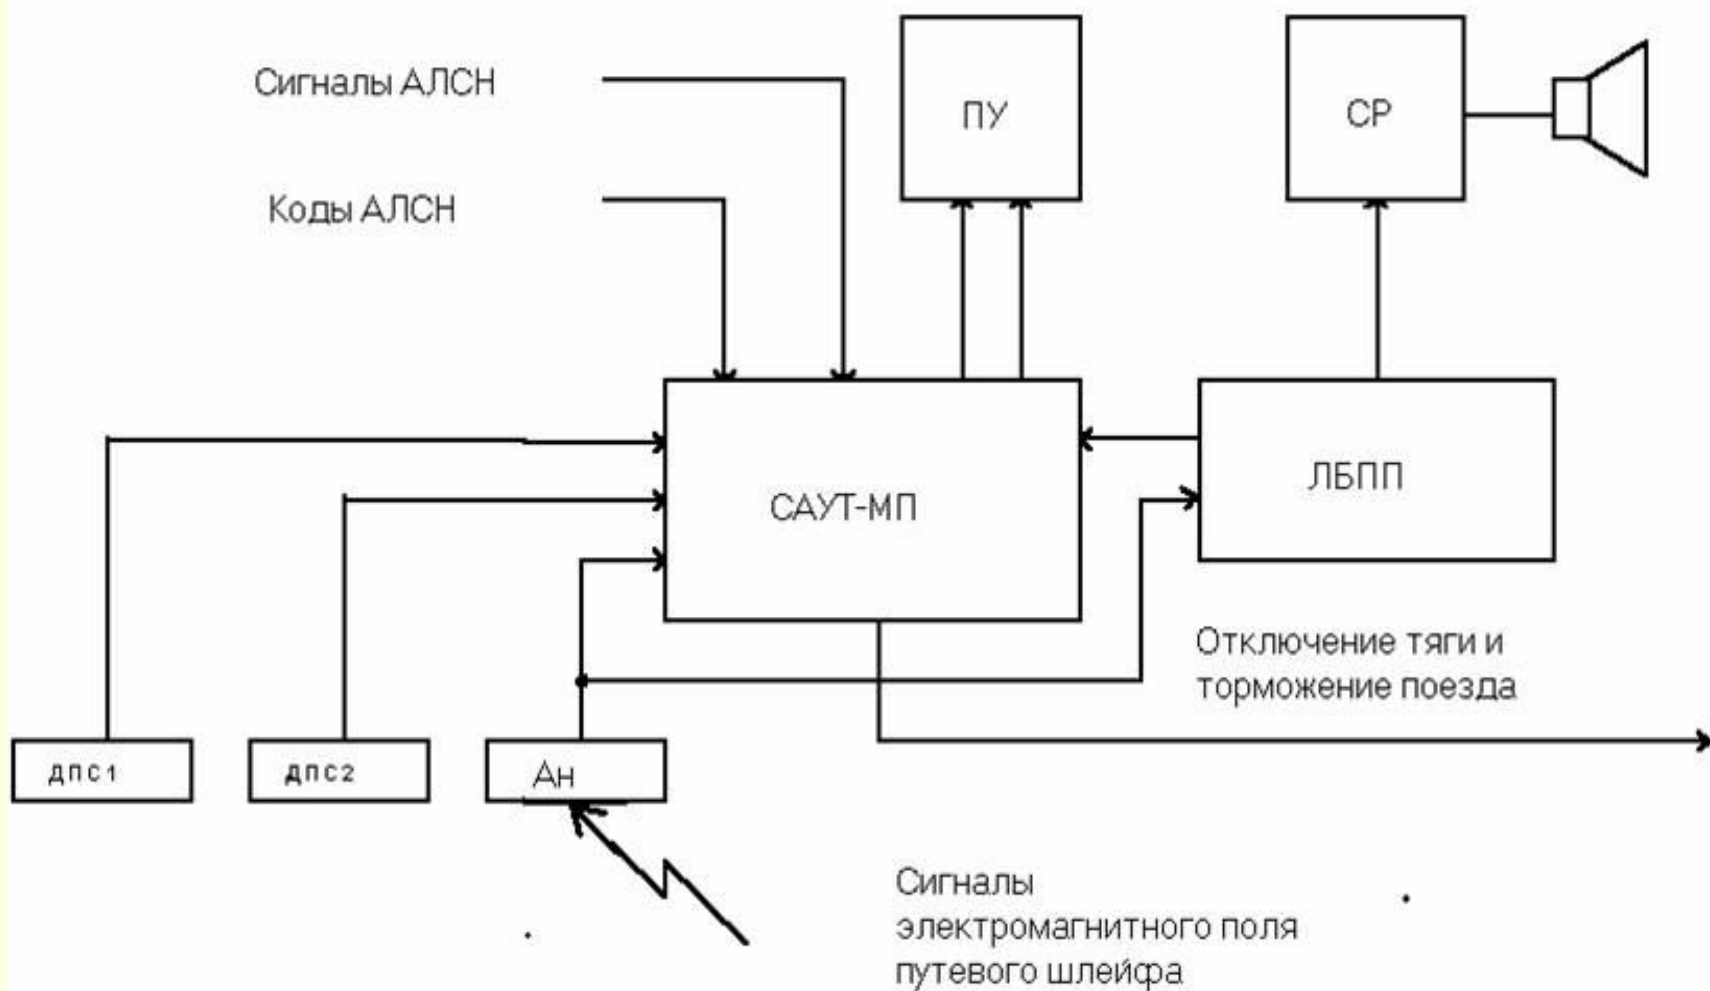 Сигналы АЛСН
ПУ
СР
Коды АЛСН
САУТ-МП
ЛБПП
Отключение тяги и
торможение поезда
ДПС1
ДПС2
Ан
Сигналы
электромагнитного поля
путевого шлейфа